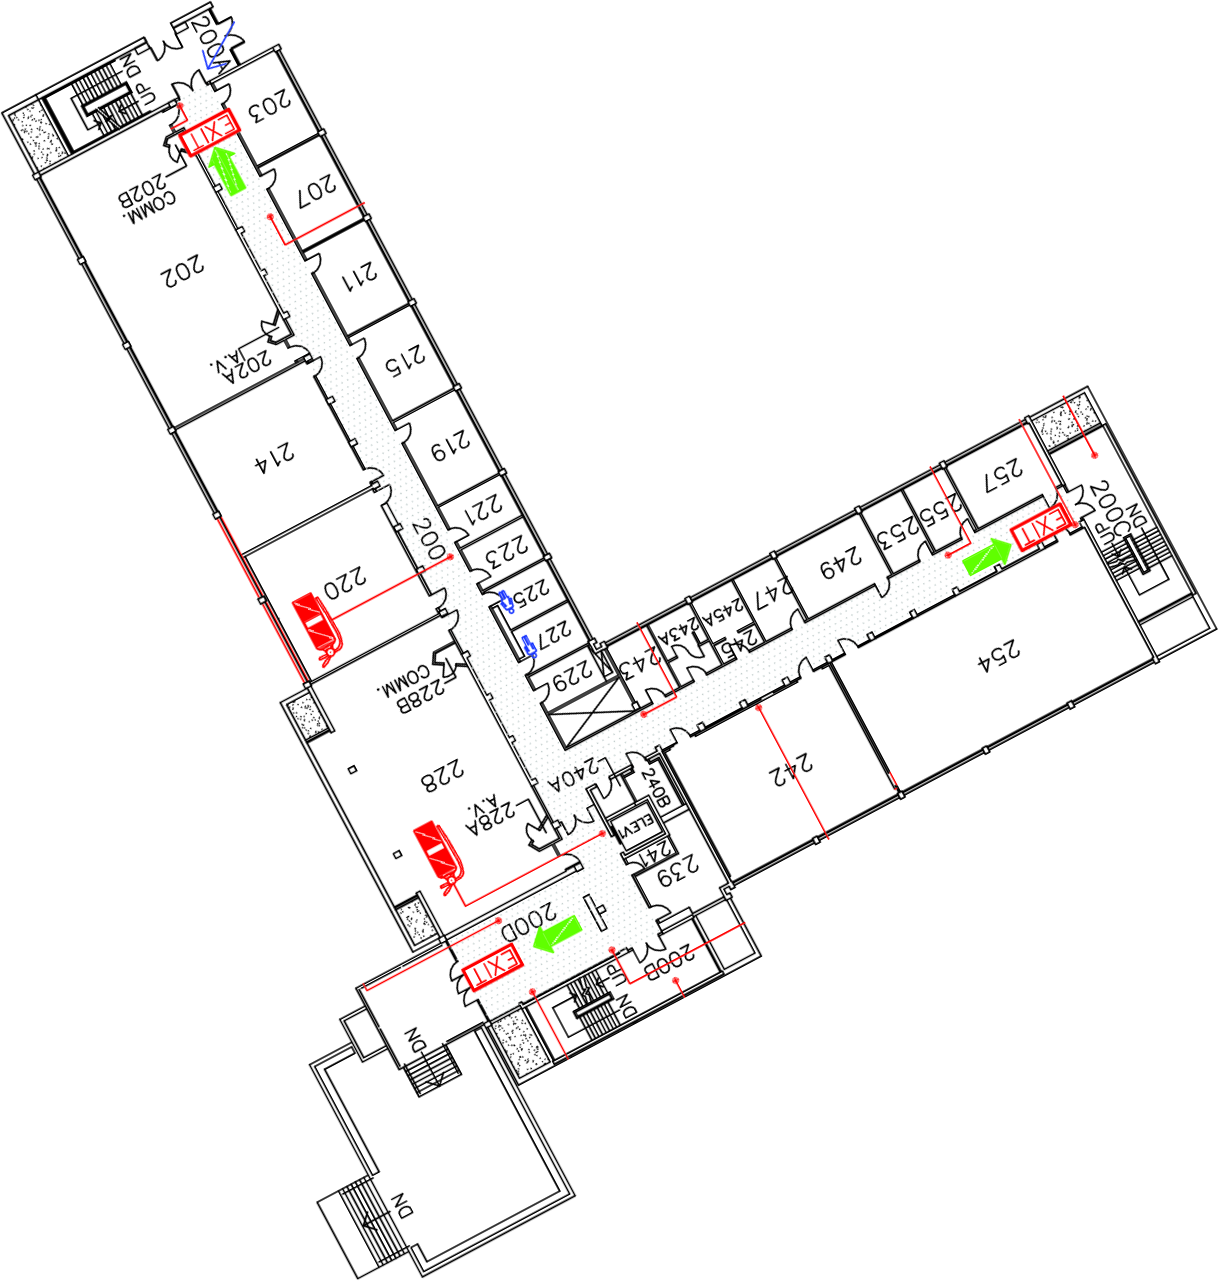 200A
DN
UP
EXIT
203
207
COMM.
202B
202
211
A.V.
202A
215
214
219
221
200
223
220
225
227
229
COMM.
228B
228
A.V.
228A
240A
240B
ELEV1
241
239
243
243A
245A
245
247
249
253
255
257
EXIT
200C
DN
UP
254
242
200D
EXIT
200B
UP
DN
DN
DN